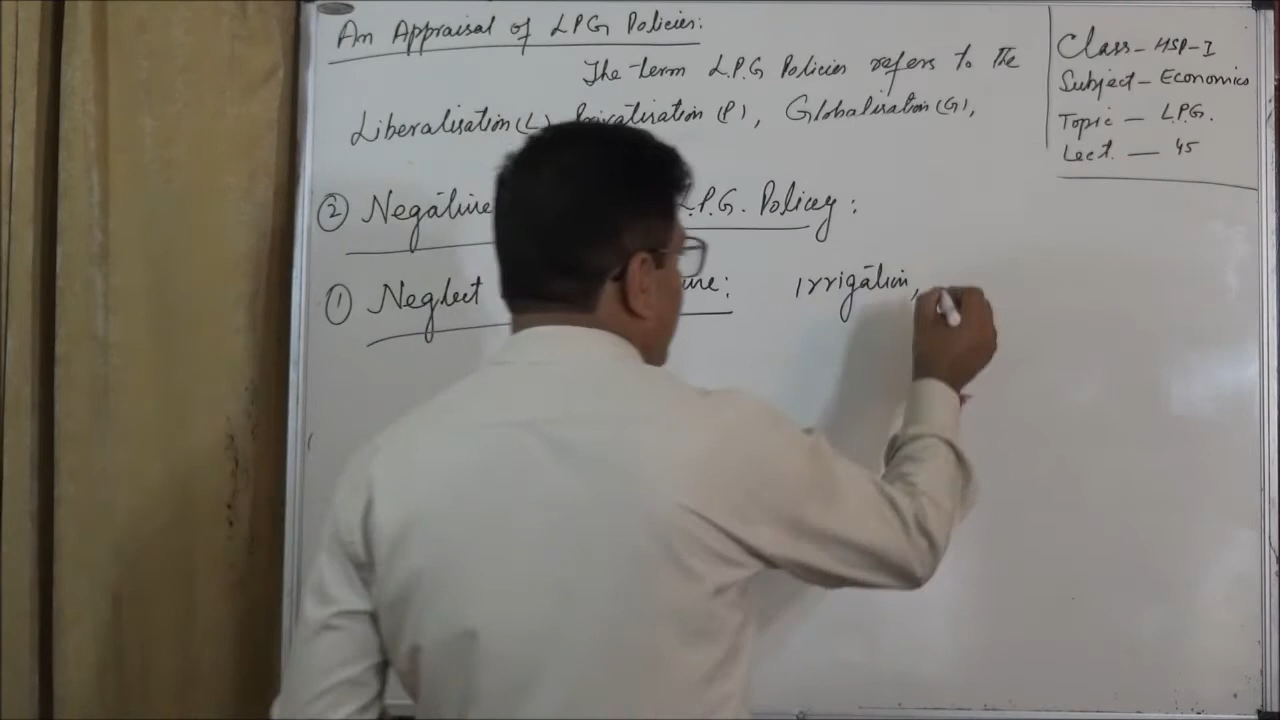 An Appraisal of L.P.G Policies:
The term L.P.G Policies refers to the
Liberalisation (L), Privatisation (P), Globalisation (G),
② Negative L.P.G. Policy:
① Neglect ure: Irrigation,
Class - HSP-I
Subject - Economics
Topic - L.P.G.
Lect. - 45